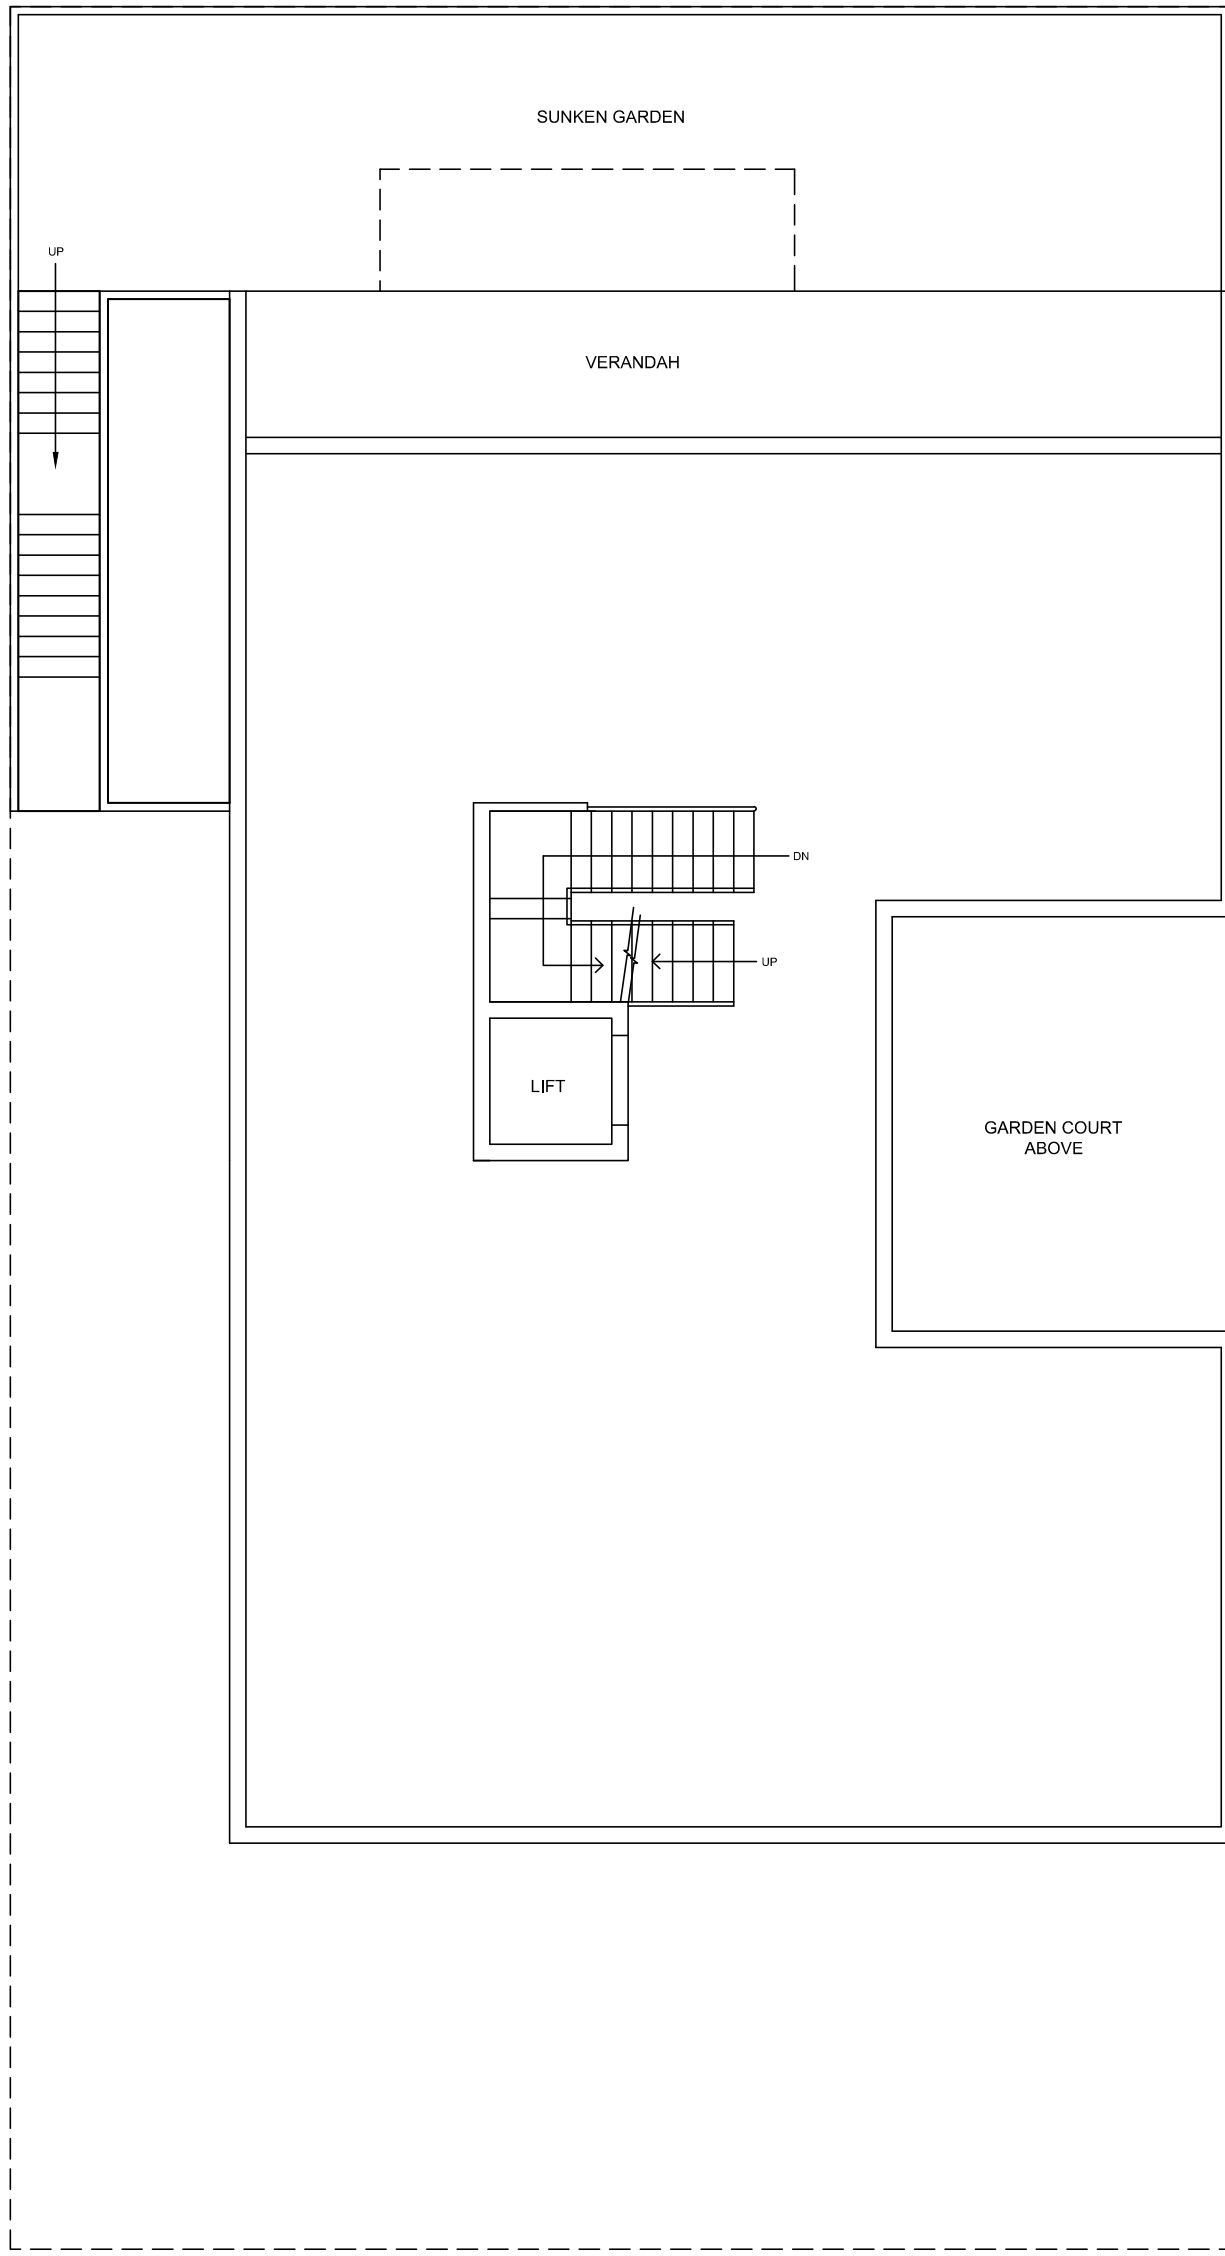 SUNKEN GARDEN
UP
VERANDAH
DN
UP
LIFT
GARDEN COURT
ABOVE